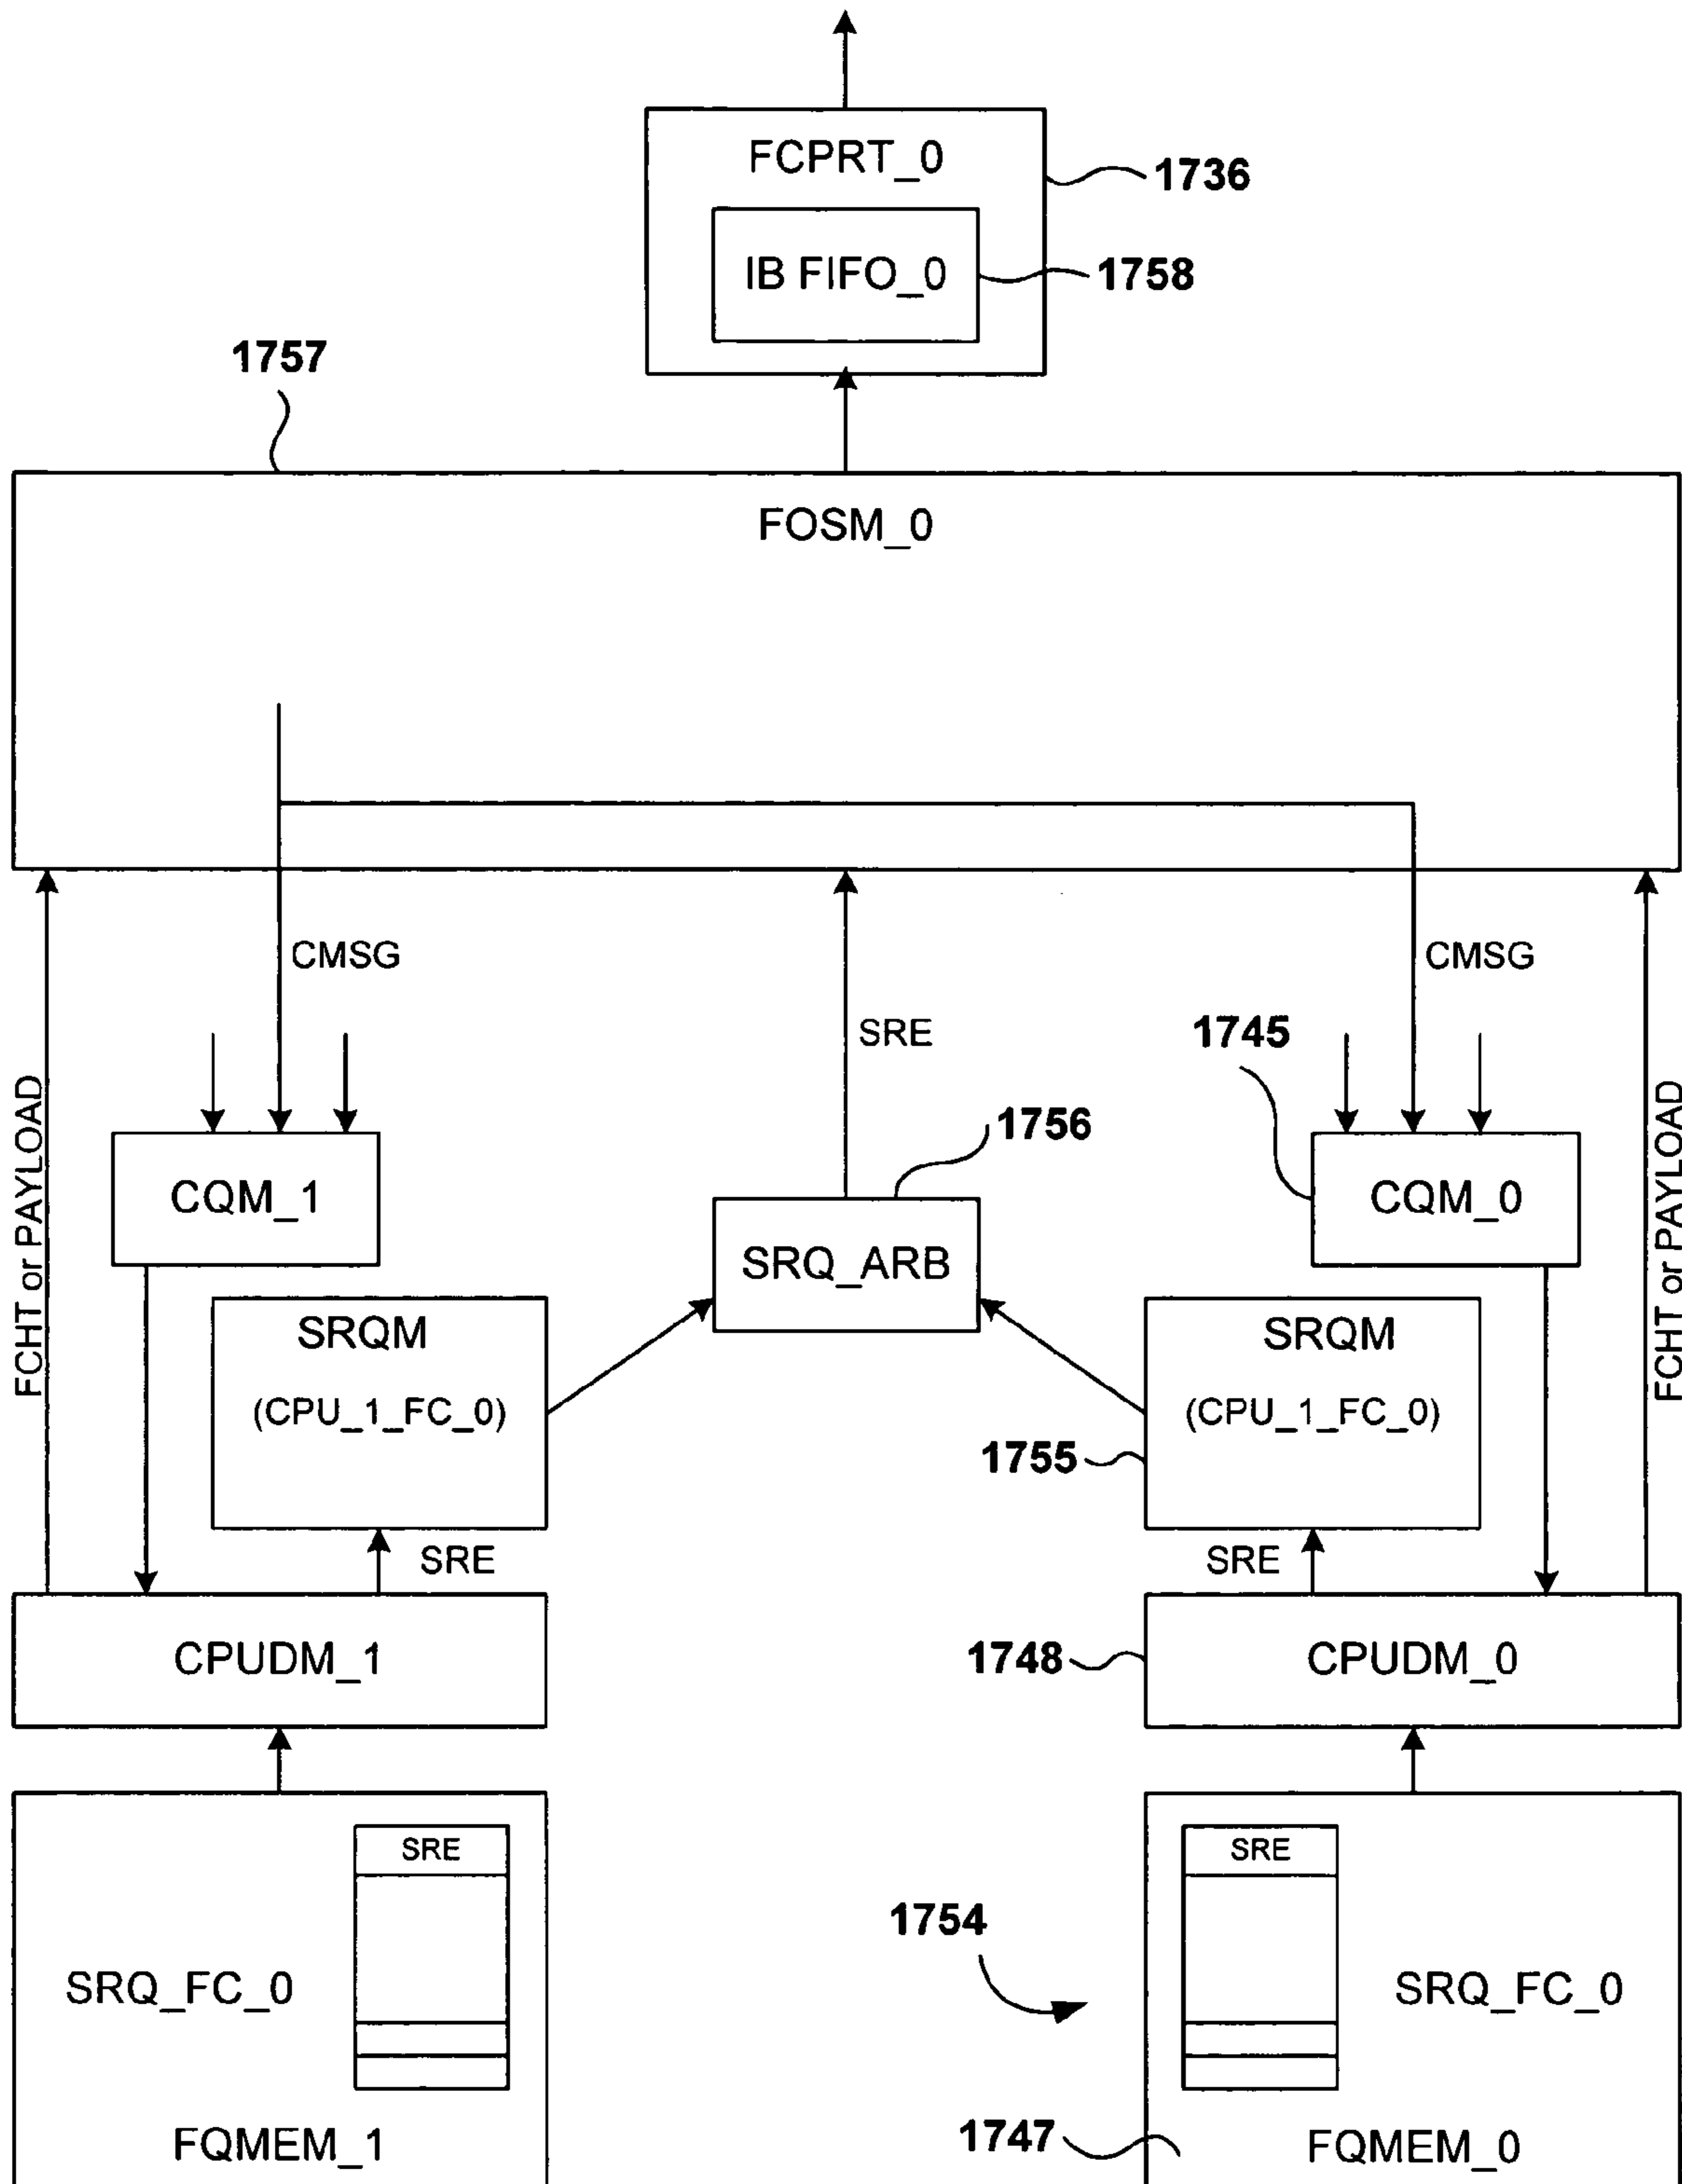 FCPRT_0
1736
IB FIFO_0
1758
1757
FOSM_0
CMSG
CMSG
SRE
1745
FCHT or PAYLOAD
FCHT or PAYLOAD
1756
CQM_1
CQM_0
SRQ_ARB
SRQM
(CPU_1_FC_0)
SRQM
(CPU_1_FC_0)
1755
SRE
SRE
CPUDM_1
1748
CPUDM_0
SRE
SRE
1754
SRQ_FC_0
SRQ_FC_0
FQMEM_1
1747
FQMEM_0